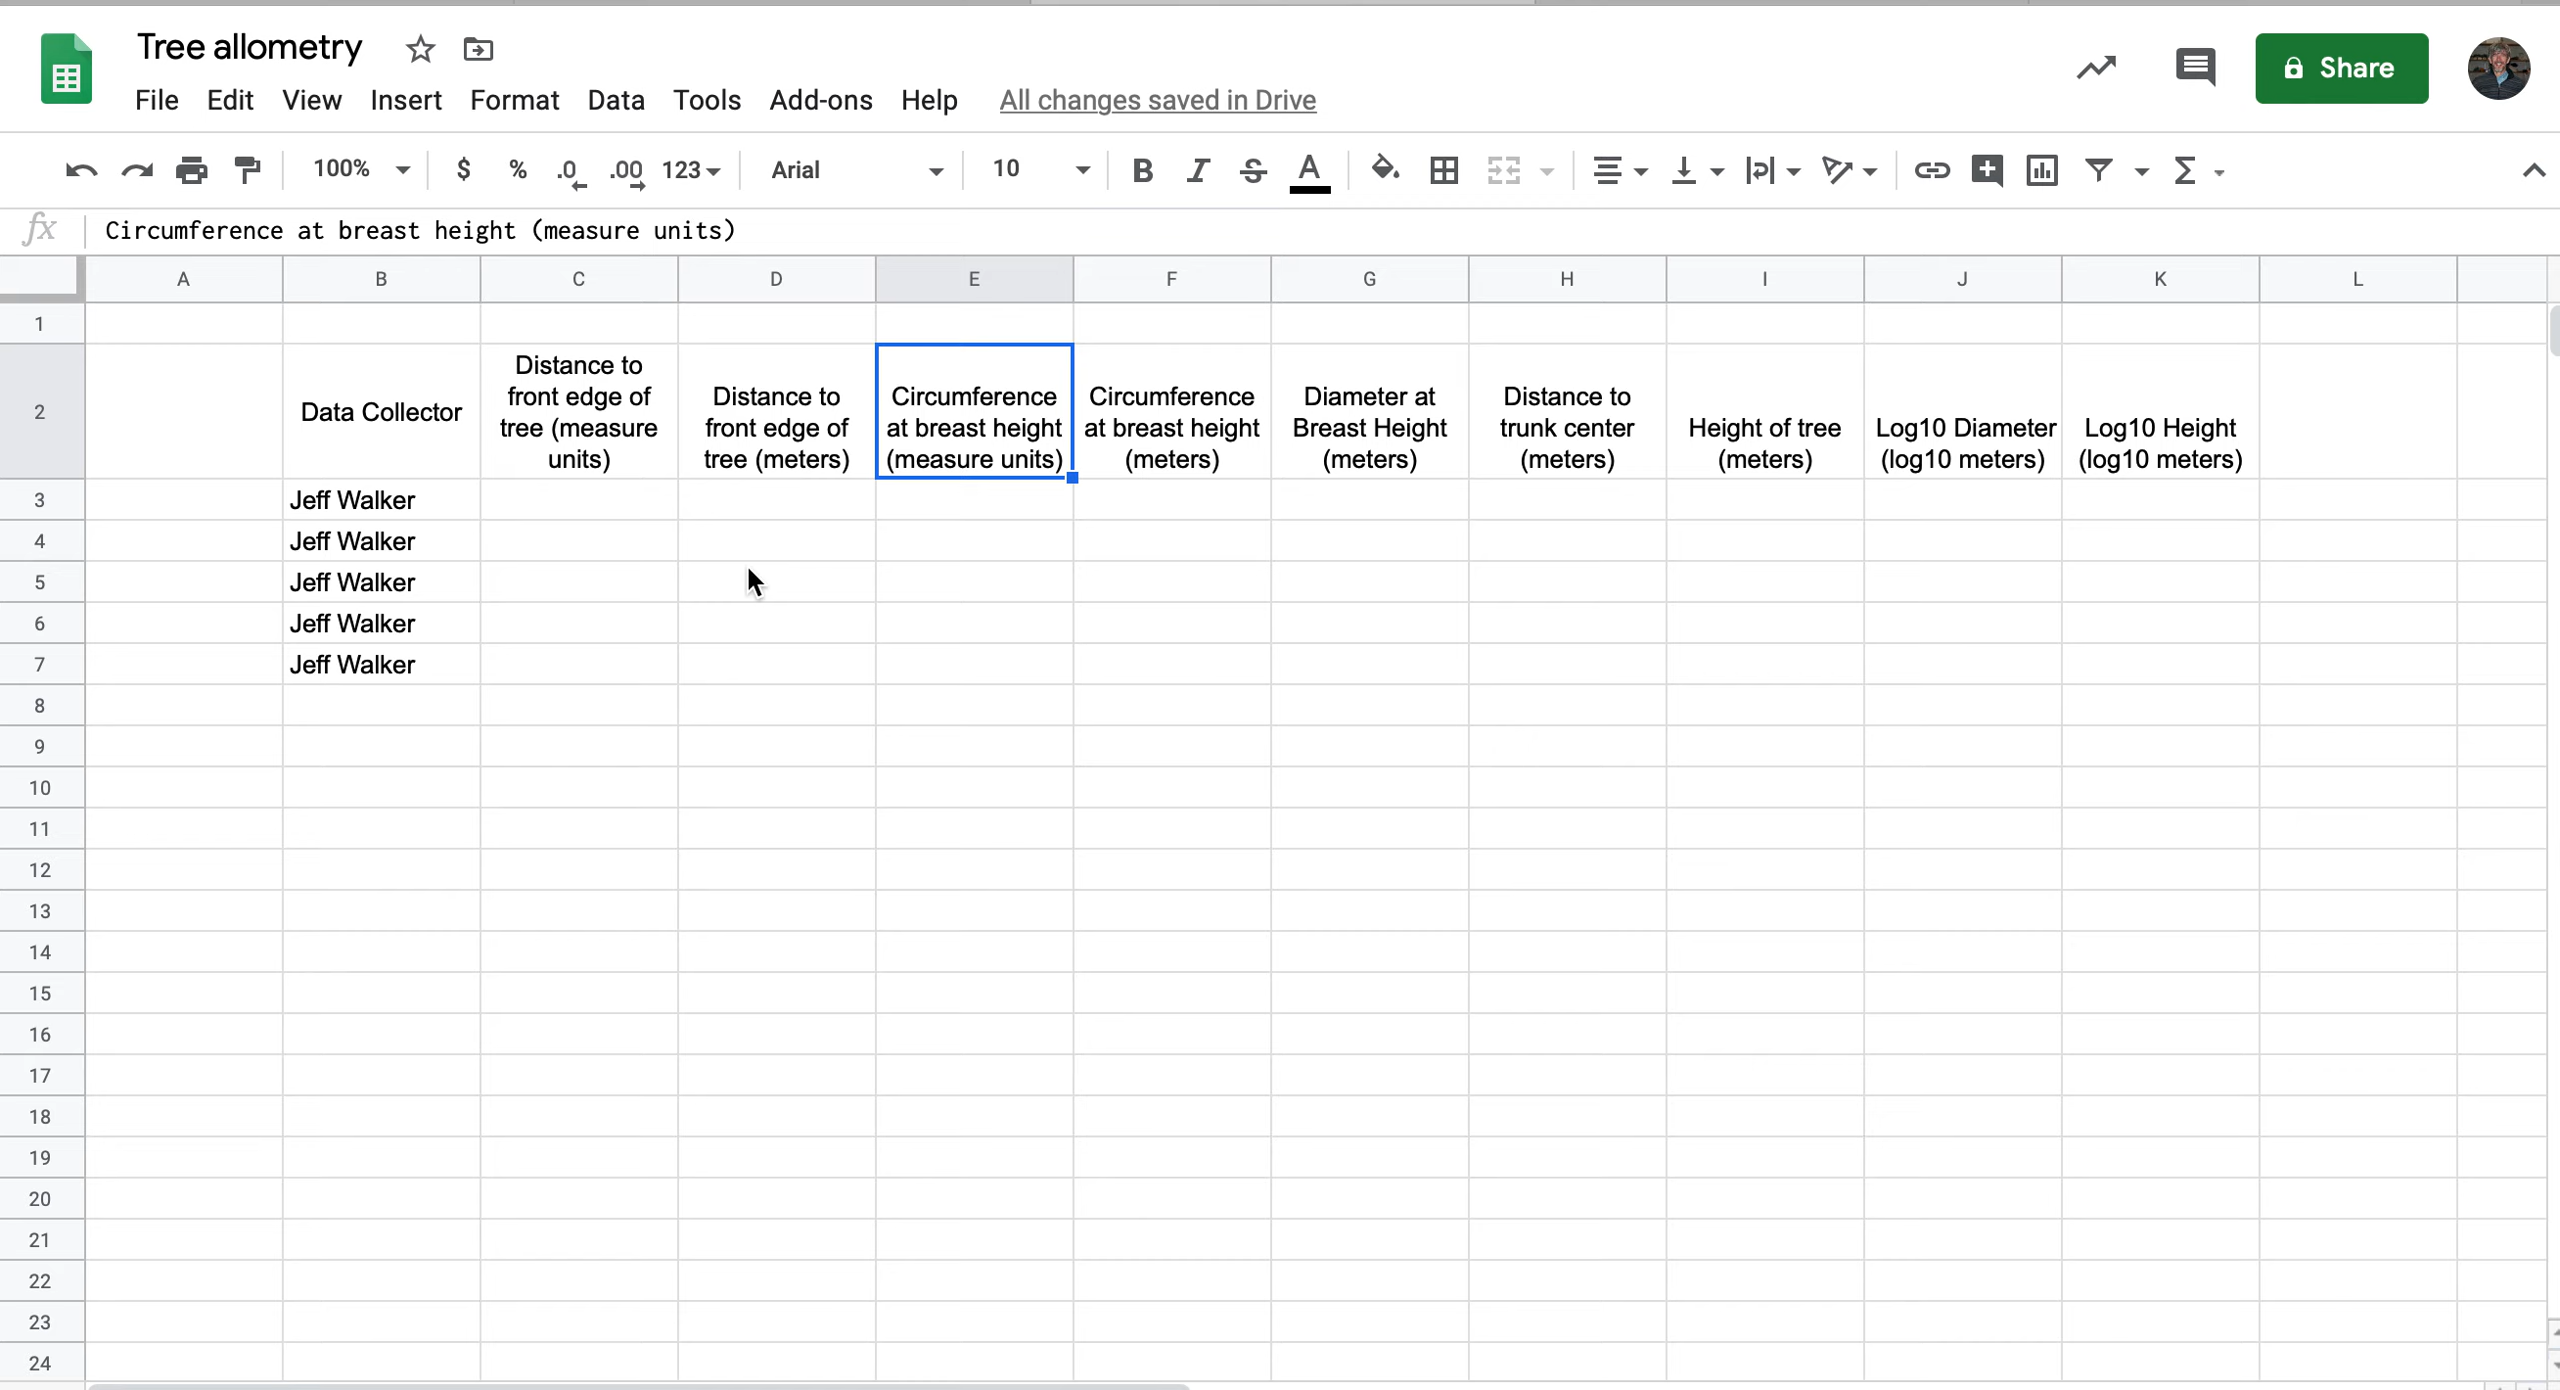 Tree allometry
File Edit View Insert Format Data Tools Add-ons Help All changes saved in Drive
Share
100% $ % .0 .00 123 Arial 10 B I S A Σ
fx Circumference at breast height (measure units)
A B C D E F G H I J K L
1
2
Data Collector
Distance to
front edge of
tree (measure
units)
Distance to
front edge of
tree (meters)
Circumference
at breast height
(measure units)
Circumference
at breast height
(meters)
Diameter at
Breast Height
(meters)
Distance to
trunk center
(meters)
Height of tree
(meters)
Log10 Diameter
(log10 meters)
Log10 Height
(log10 meters)
3 Jeff Walker
4 Jeff Walker
5 Jeff Walker
6 Jeff Walker
7 Jeff Walker
8
9
10
11
12
13
14
15
16
17
18
19
20
21
22
23
24